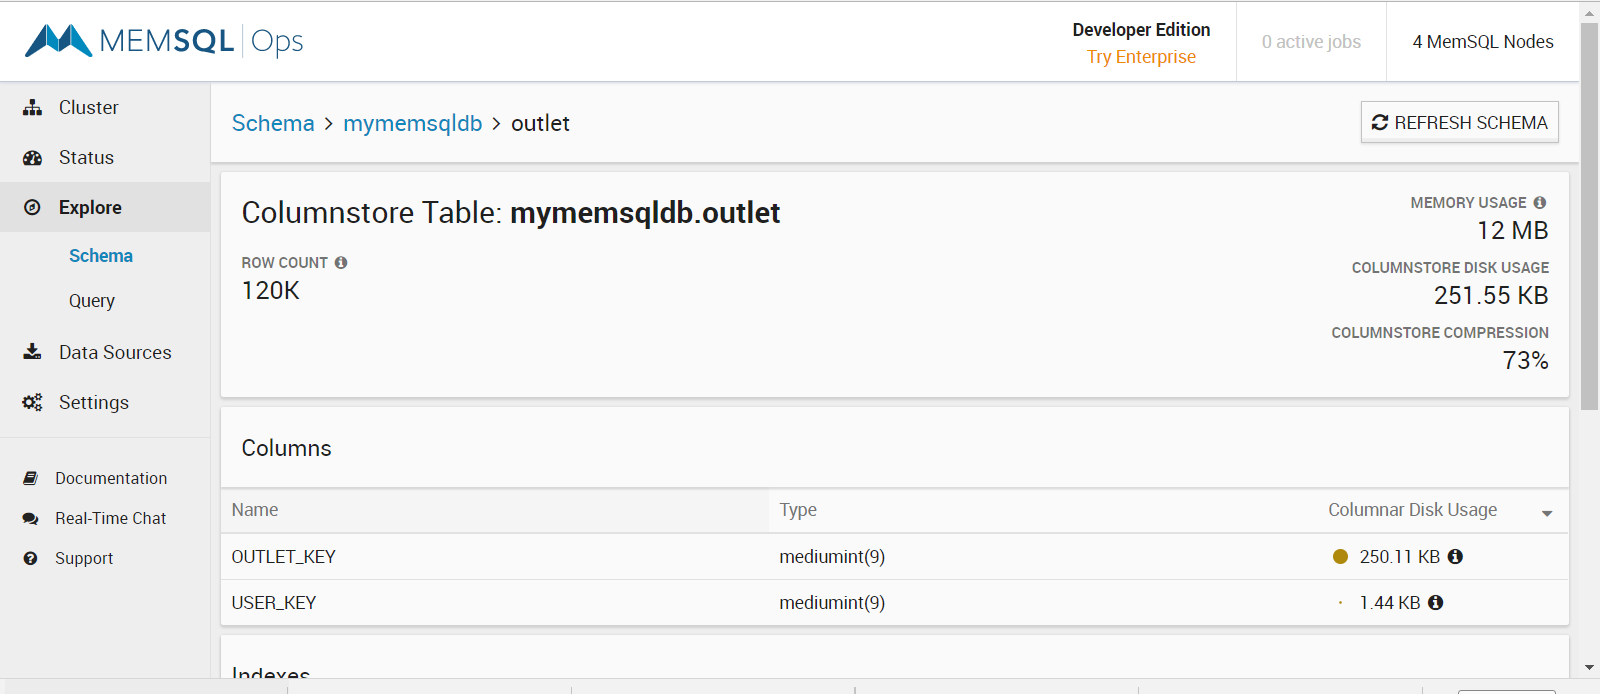 MEMSQL Ops
Developer Edition
Try Enterprise
0 active jobs
4 MemSQL Nodes
Cluster
Status
Explore
Schema
Query
Data Sources
Settings
Documentation
Real-Time Chat
Support
Schema > mymemsqldb > outlet
REFRESH SCHEMA
Columnstore Table: mymemsqldb.outlet
ROW COUNT
120K
MEMORY USAGE
12 MB
COLUMNSTORE DISK USAGE
251.55 KB
COLUMNSTORE COMPRESSION
73%
Columns
Name Type Columnar Disk Usage
OUTLET_KEY mediumint(9) 250.11 KB
USER_KEY mediumint(9) 1.44 KB
Indexes